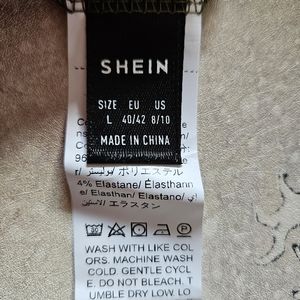 SHEIN
SIZE EU US
L 40/42 8/10
MADE IN CHINA
ポリエステル
4% Elastane/ Élasthann
e/ Elasthan/ Elastano/
エラスタン
WASH WITH LIKE COL
ORS. MACHINE WASH
COLD. GENTLE CYCL
E. DO NOT BLEACH. T
UMBLE DRY LOW. LO